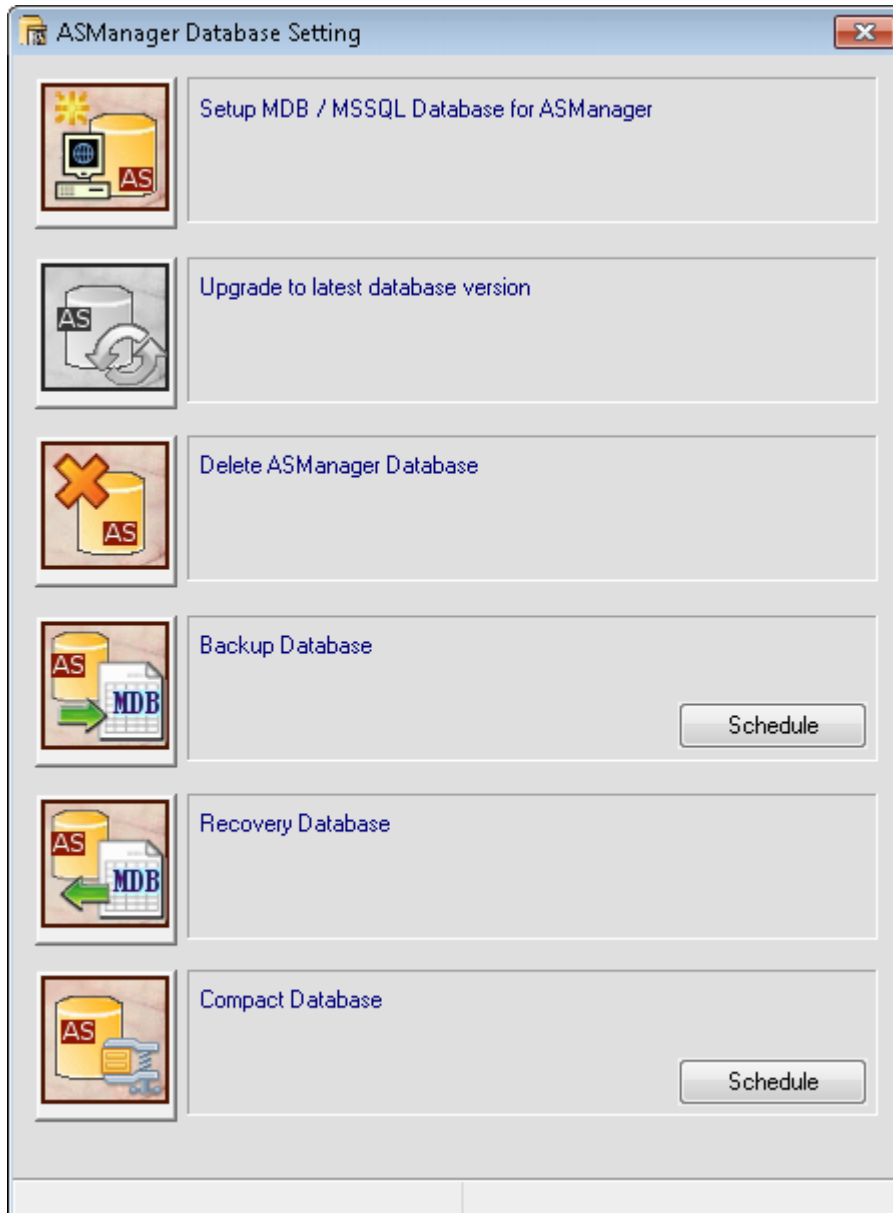 ASManager Database Setting
AS
Setup MDB / MSSQL Database for ASManager
AS
Upgrade to latest database version
AS
Delete ASManager Database
AS
MDB
Backup Database
Schedule
AS
MDB
Recovery Database
AS
Compact Database
Schedule